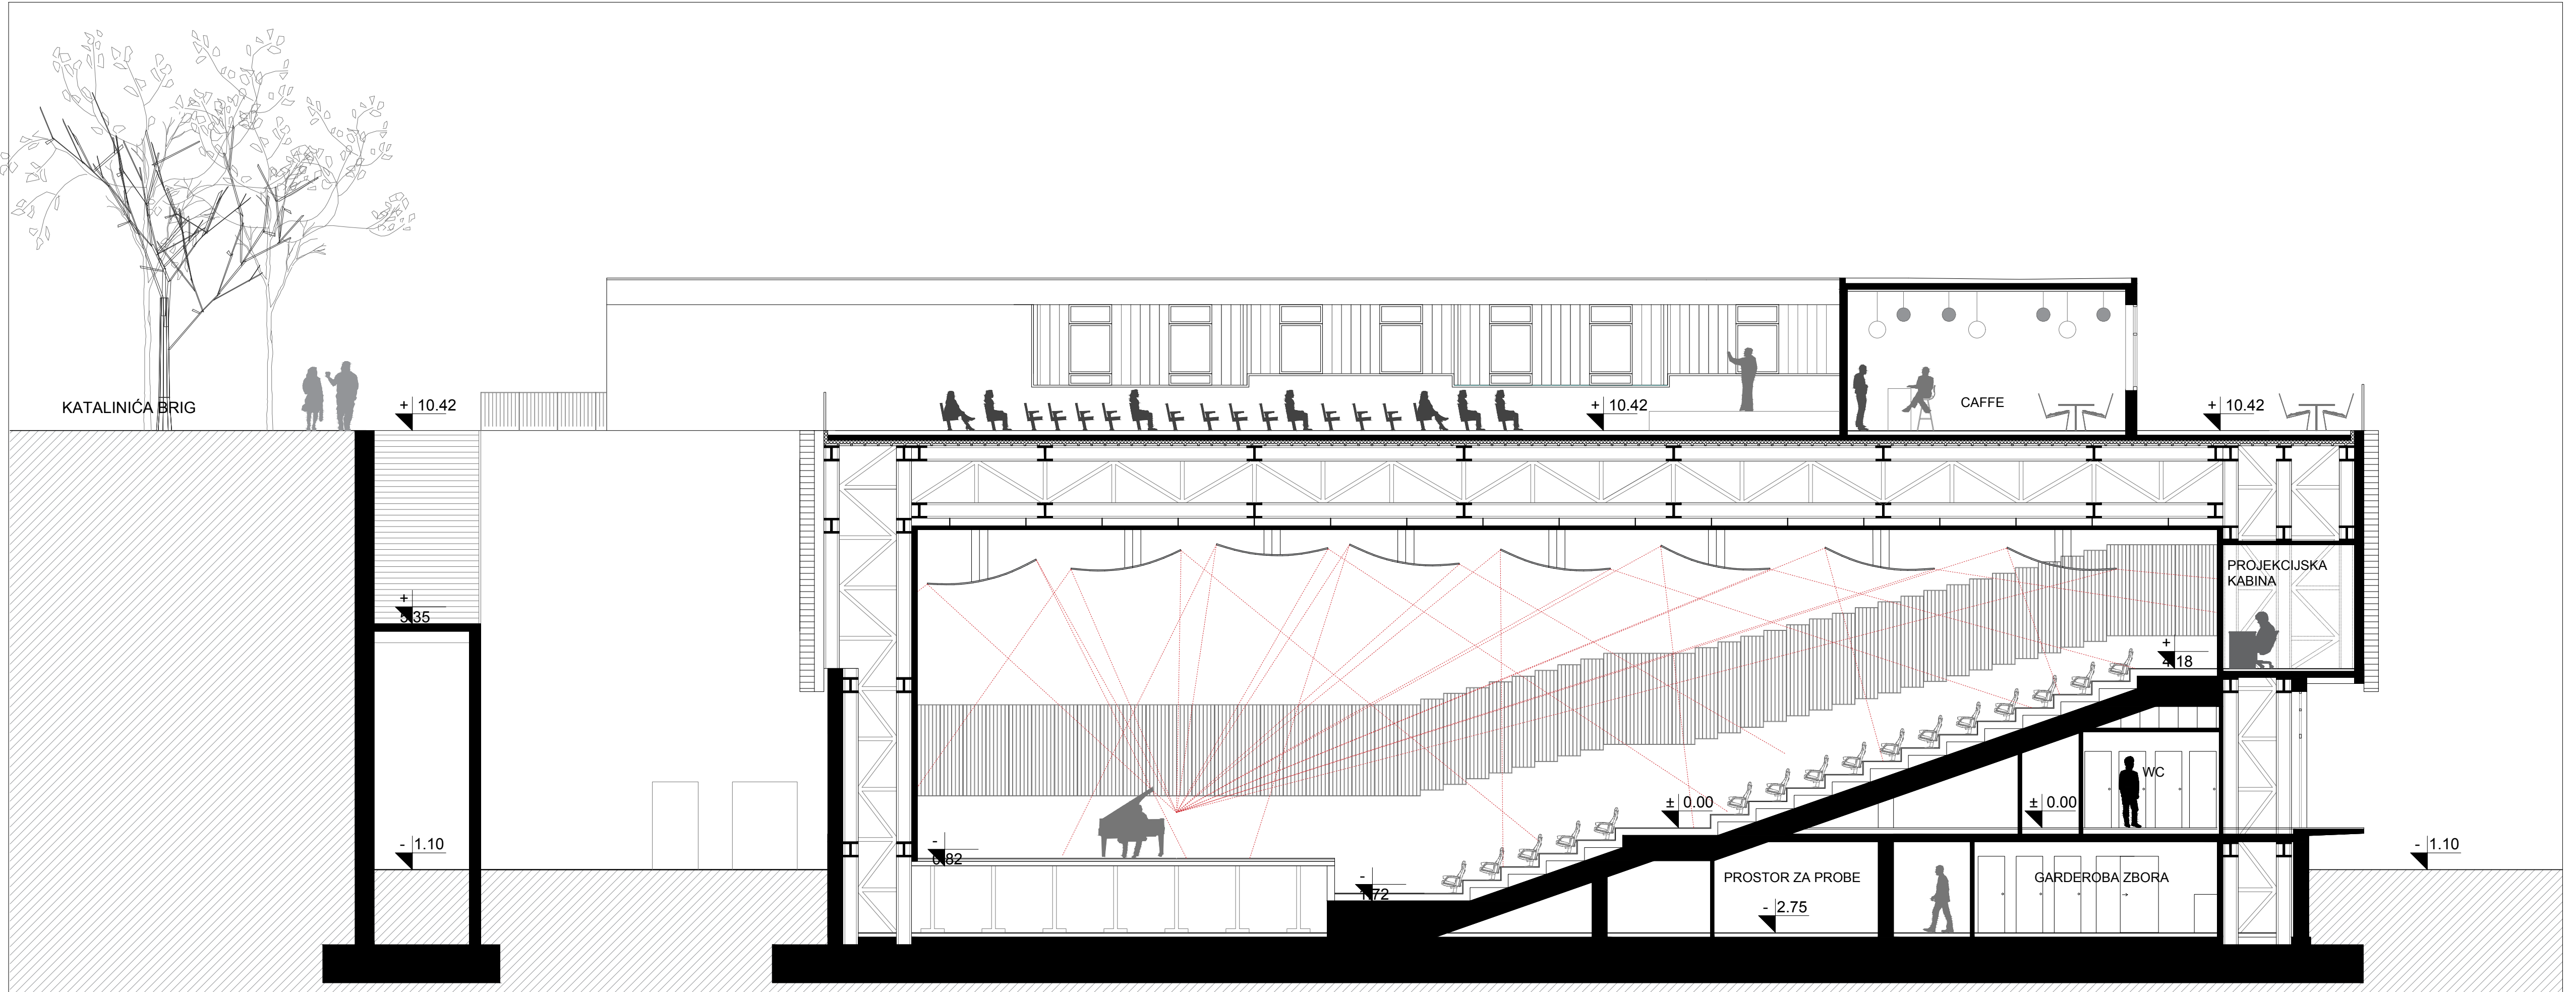 KATALINIĆA BRIG
+ 10.42
+ 10.42
CAFFE
+ 10.42
PROJEKCIJSKA
KABINA
+
5.35
+
4.18
WC
± 0.00
± 0.00
- 1.10
-
0.82
- 1.10
-
1.72
PROSTOR ZA PROBE
GARDEROBA ZBORA
- 2.75